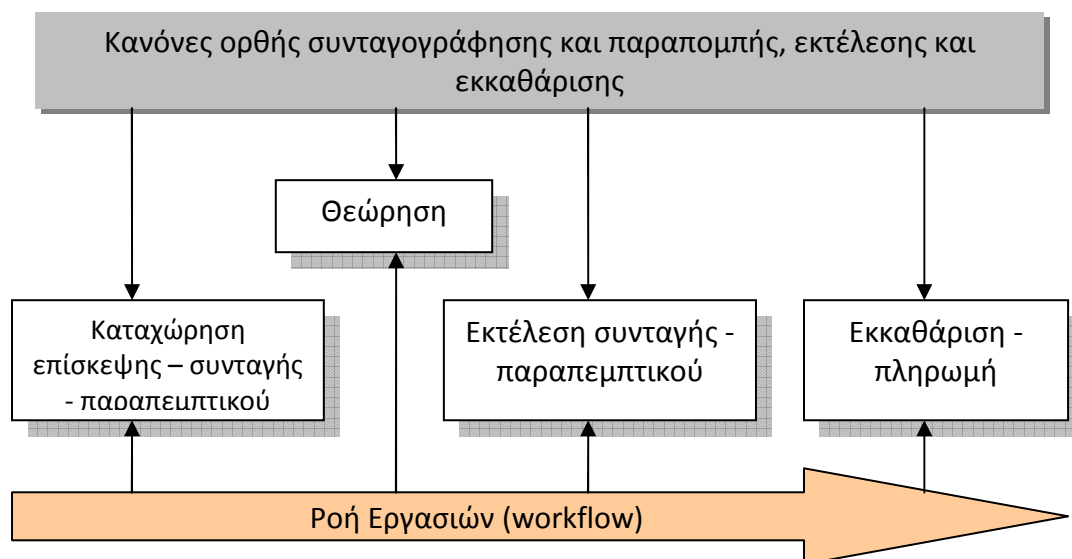 Κανόνες ορθής συνταγογράφησης και παραπομπής, εκτέλεσης και
εκκαθάρισης
Θεώρηση
Καταχώρηση
επίσκεψης – συνταγής
- παραπεμπτικού
Εκτέλεση συνταγής -
παραπεμπτικού
Εκκαθάριση -
πληρωμή
Ροή Εργασιών (workflow)